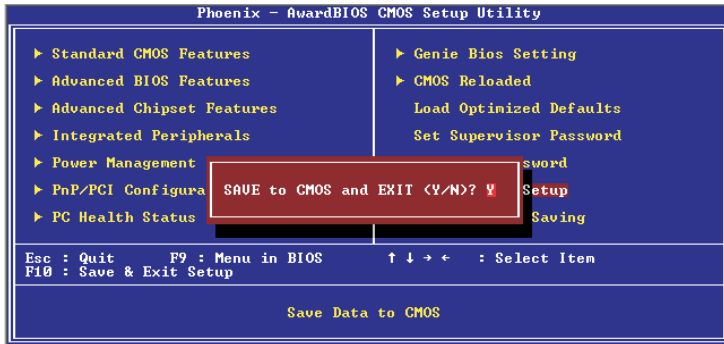 Phoenix - AwardBIOS CMOS Setup Utility
Standard CMOS Features
Advanced BIOS Features
Advanced Chipset Features
Integrated Peripherals
Power Management
PnP/PCI Configura
PC Health Status
Genie Bios Setting
CMOS Reloaded
Load Optimized Defaults
Set Supervisor Password
sword
Setup
Saving
SAVE to CMOS and EXIT (Y/N)? Y
Esc : Quit F9 : Menu in BIOS ↑ ↓ → ← : Select Item
F10 : Save & Exit Setup
Save Data to CMOS